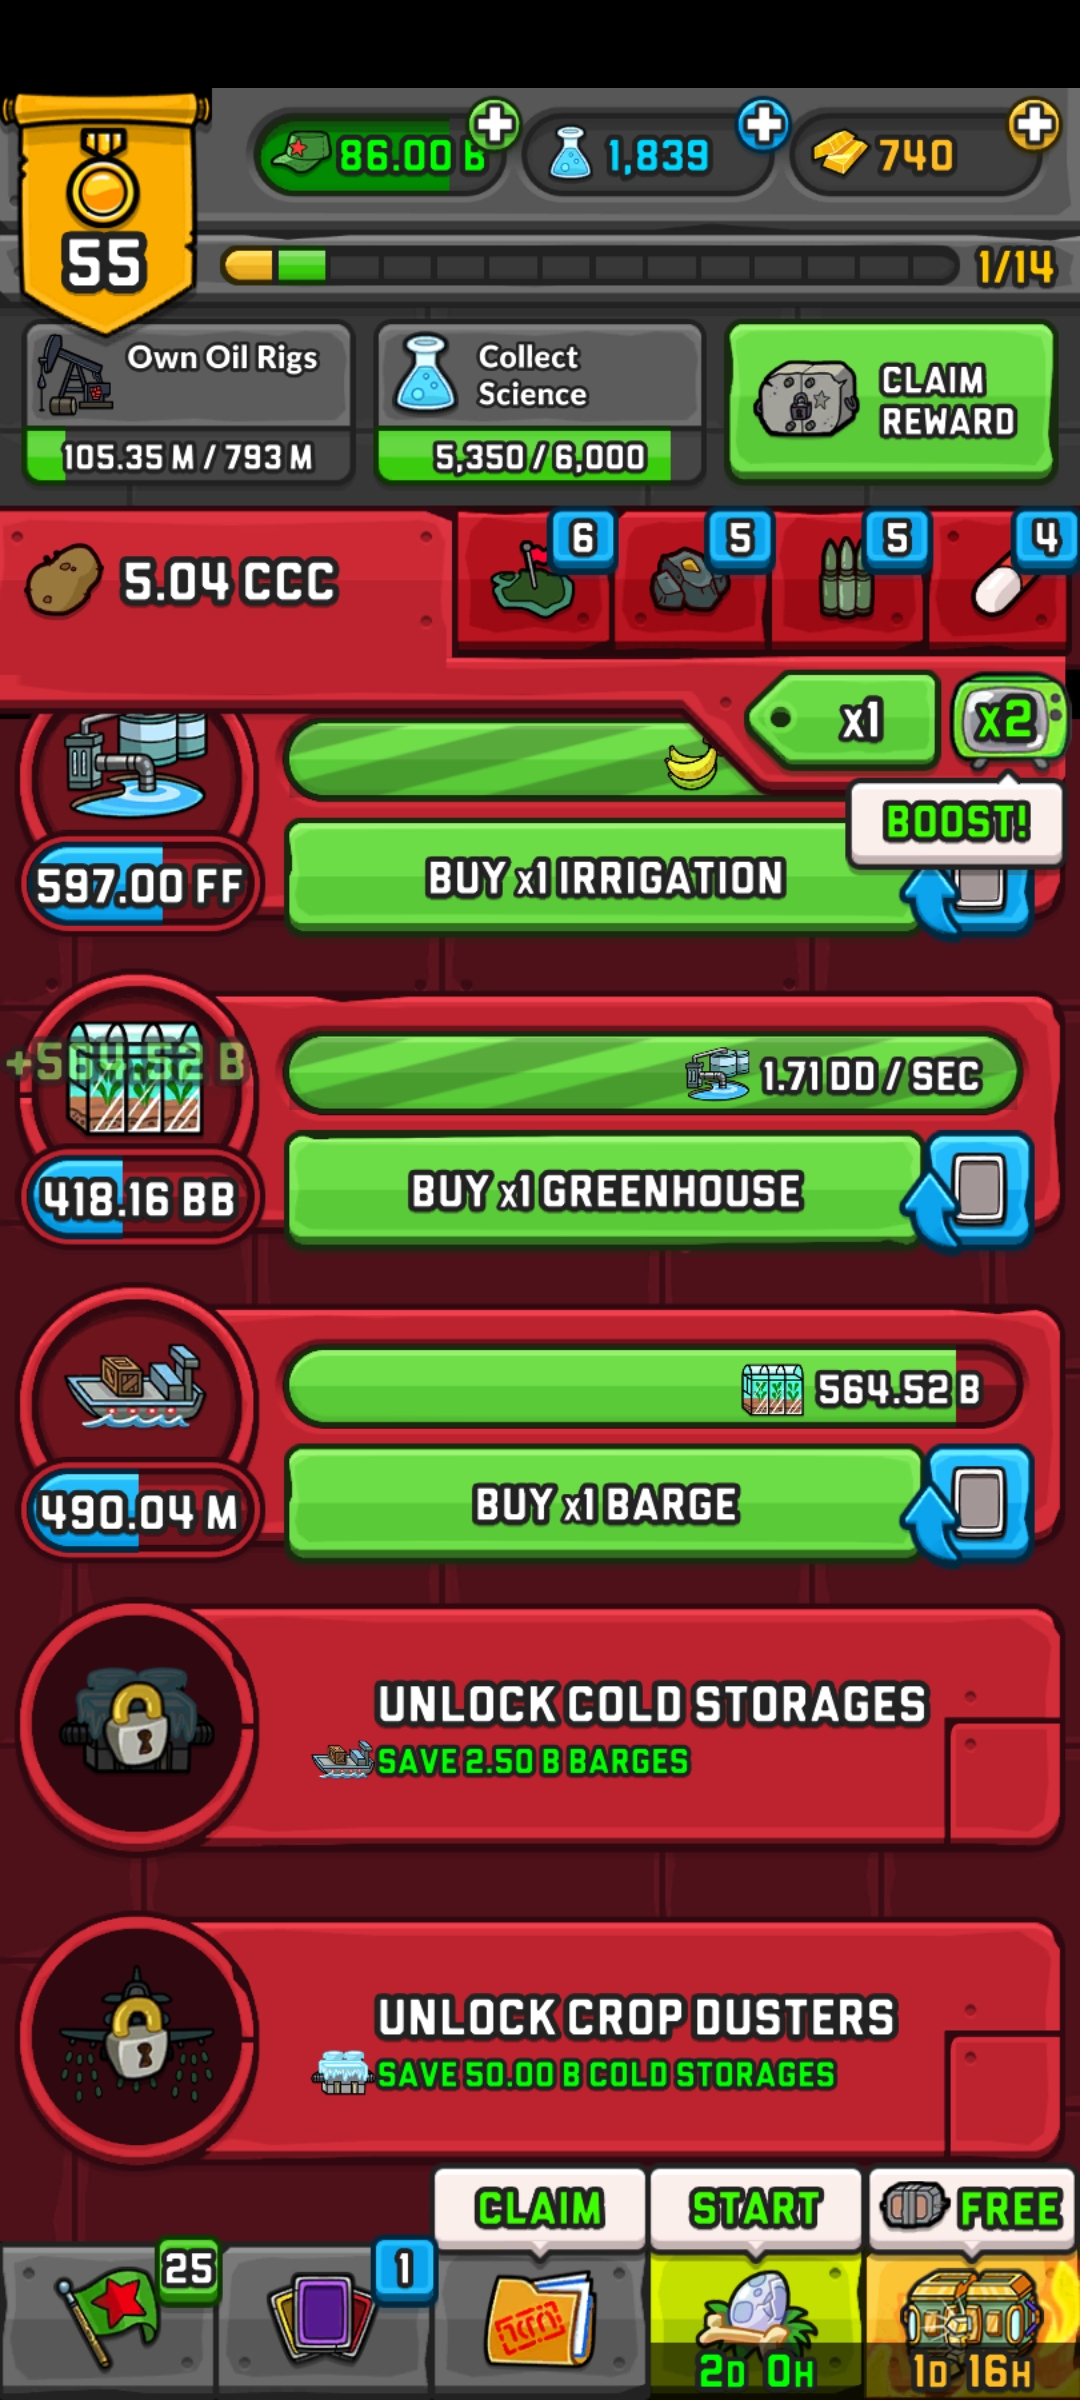 86.00 B
1,839
740
55
1/14
Own Oil Rigs
105.35 M / 793 M
Collect
Science
5,350 / 6,000
CLAIM
REWARD
5.04 CCC
6
5
5
4
x1
x2
BOOST!
597.00 FF
BUY x1 IRRIGATION
+564.52 B
1.71 DD / SEC
418.16 BB
BUY x1 GREENHOUSE
564.52 B
490.04 M
BUY x1 BARGE
UNLOCK COLD STORAGES
SAVE 2.50 B BARGES
UNLOCK CROP DUSTERS
SAVE 50.00 B COLD STORAGES
CLAIM
START
FREE
25
1
2D 0H
1D 16H